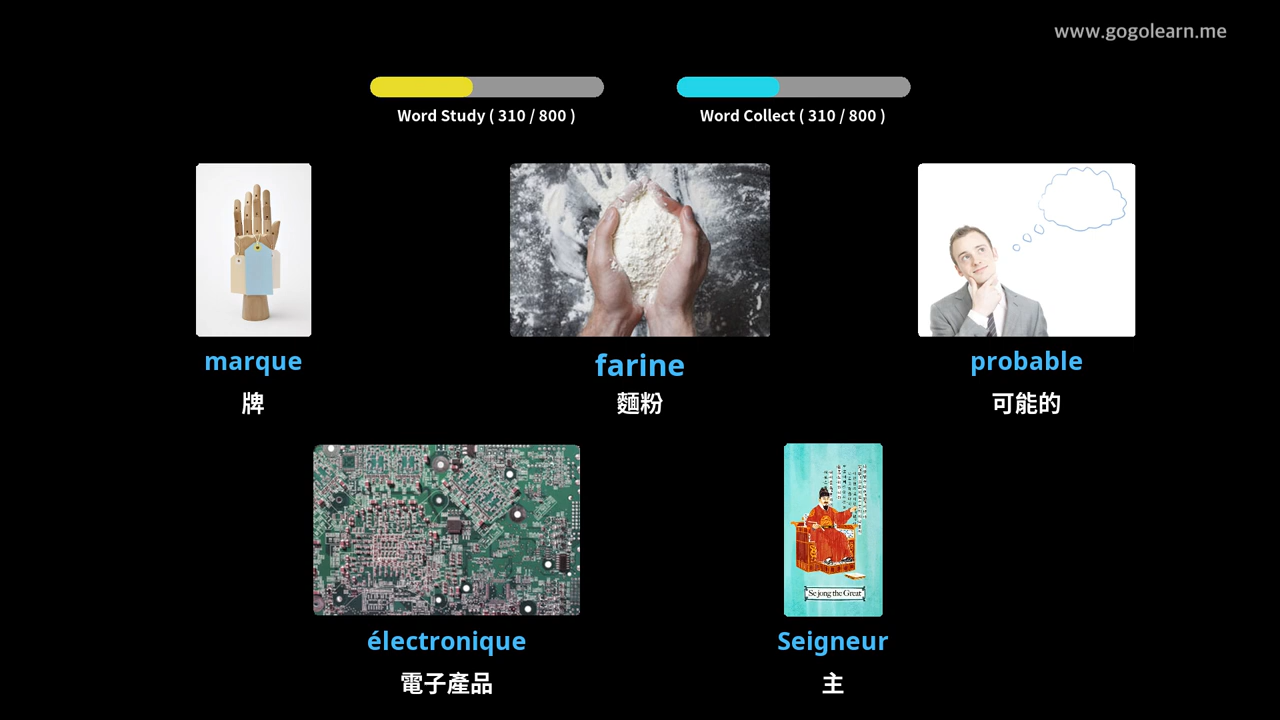 www.gogolearn.me
Word Study ( 310 / 800 )
Word Collect ( 310 / 800 )
marque
牌
farine
麵粉
probable
可能的
électronique
電子產品
Sejong the Great
Seigneur
主